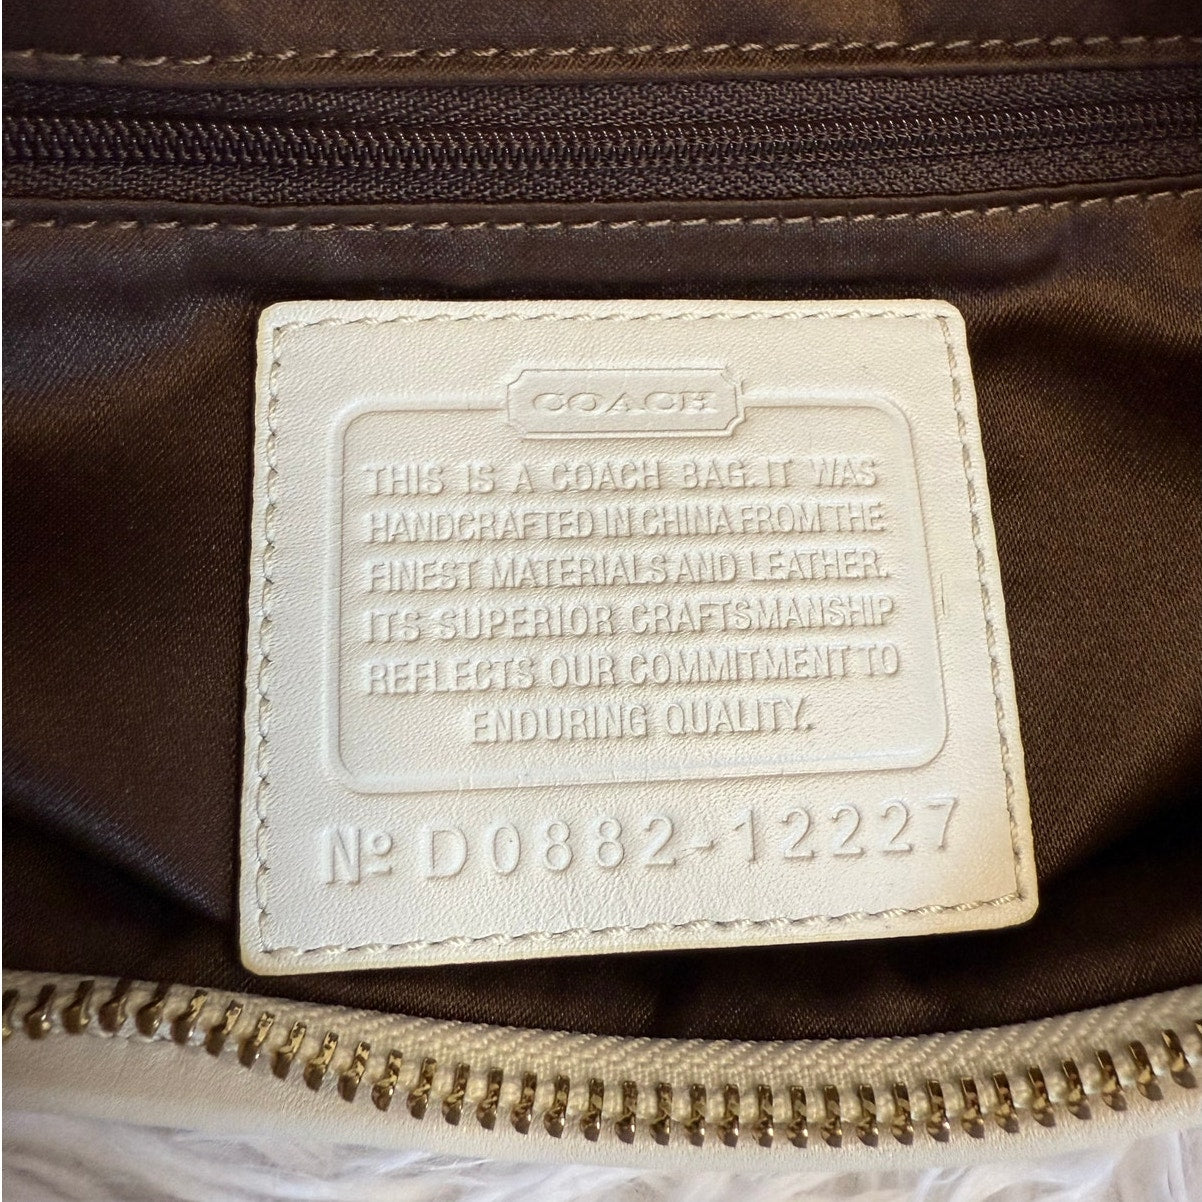 COACH
THIS IS A COACH BAG. IT WAS
HANDCRAFTED IN CHINA FROM THE
FINEST MATERIALS AND LEATHER.
ITS SUPERIOR CRAFTSMANSHIP
REFLECTS OUR COMMITMENT TO
ENDURING QUALITY.
Nº D0882-12227